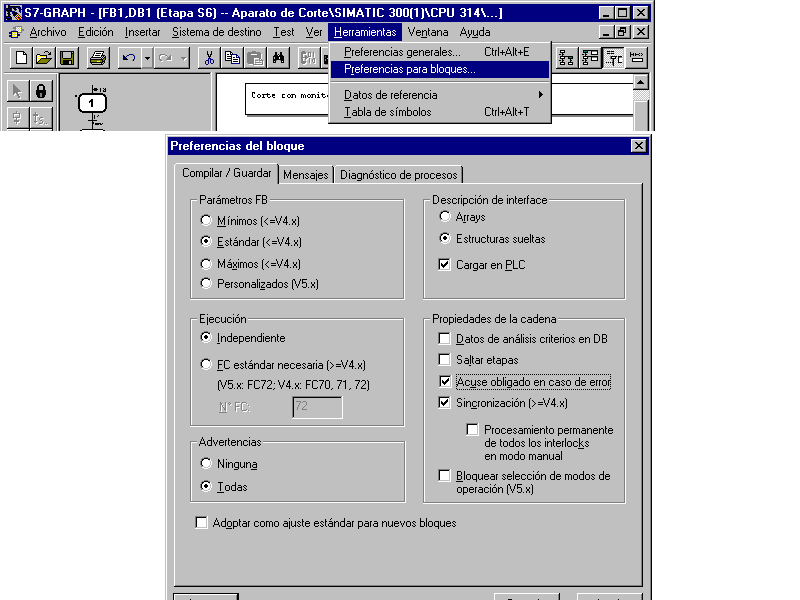 S7-GRAPH - [FB1,DB1 (Etapa S6) -- Aparato de Corte\SIMATIC 300(1)\CPU 314\...]
Archivo Edición Insertar Sistema de destino Test Ver Herramientas Ventana Ayuda
Preferencias generales... Ctrl+Alt+E
Preferencias para bloques...
Datos de referencia
Tabla de símbolos Ctrl+Alt+T
Corte con
1
Preferencias del bloque
Compilar / Guardar Mensajes Diagnóstico de procesos
Parámetros FB
Mínimos (<=V4.x)
Estándar (<=V4.x)
Máximos (<=V4.x)
Personalizados (V5.x)
Descripción de interface
Arrays
Estructuras sueltas
Cargar en PLC
Ejecución
Independiente
FC estándar necesaria (>=V4.x)
(V5.x: FC72; V4.x: FC70, 71, 72)
N° FC: 72
Propiedades de la cadena
Datos de análisis criterios en DB
Saltar etapas
Acuse obligado en caso de error
Sincronización (>=V4.x)
Procesamiento permanente
de todos los interlocks
en modo manual
Bloquear selección de modos de
operación (V5.x)
Advertencias
Ninguna
Todas
Adoptar como ajuste estándar para nuevos bloques